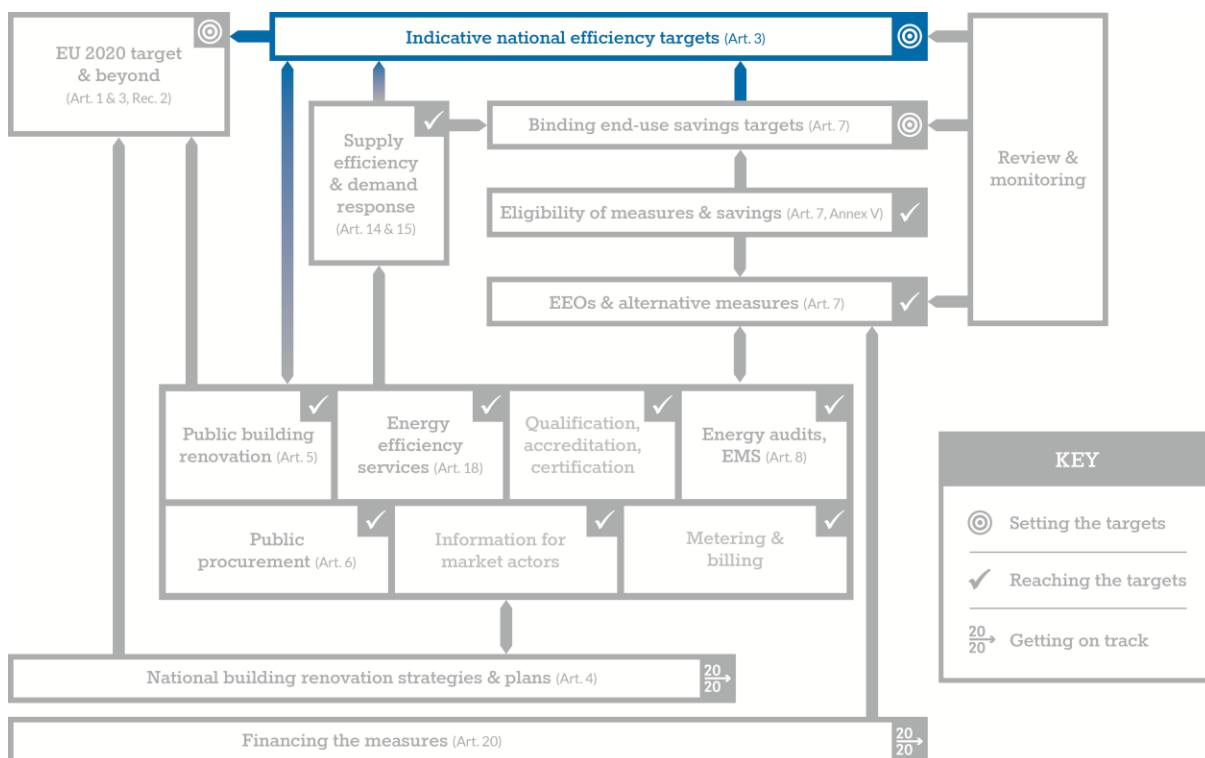 EU 2020 target
& beyond
(Art. 1 & 3, Rec. 2)
Indicative national efficiency targets (Art. 3)
Supply
efficiency
& demand
response
(Art. 14 & 15)
Binding end-use savings targets (Art. 7)
Eligibility of measures & savings (Art. 7, Annex V)
EEOs & alternative measures (Art. 7)
Review &
monitoring
Public building
renovation (Art. 5)
Energy
efficiency
services (Art. 18)
Qualification,
accreditation,
certification
Energy audits,
EMS (Art. 8)
Public
procurement (Art. 6)
Information for
market actors
Metering &
billing
National building renovation strategies & plans (Art. 4)
20
20
Financing the measures (Art. 20)
20
20
KEY
Setting the targets
Reaching the targets
20
20
Getting on track